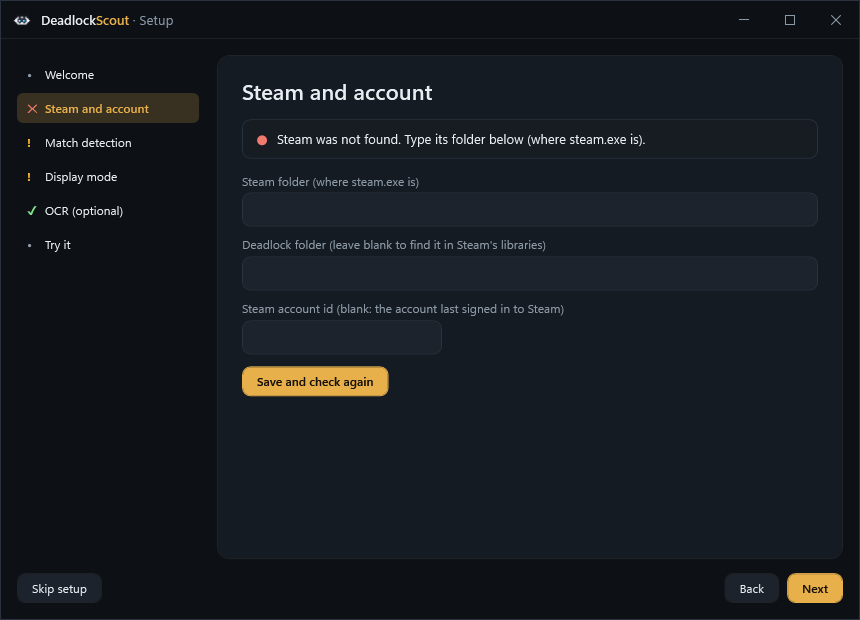 DeadlockScout · Setup
Welcome
Steam and account
Match detection
Display mode
OCR (optional)
Try it
Steam and account
Steam was not found. Type its folder below (where steam.exe is).
Steam folder (where steam.exe is)
Deadlock folder (leave blank to find it in Steam's libraries)
Steam account id (blank: the account last signed in to Steam)
Save and check again
Skip setup
Back
Next